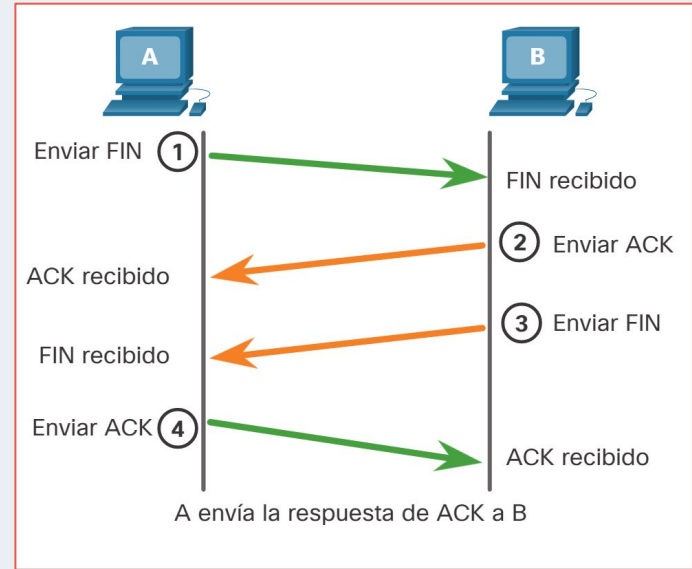 A
B
Enviar FIN 1
FIN recibido
2 Enviar ACK
ACK recibido
3 Enviar FIN
FIN recibido
Enviar ACK 4
ACK recibido
A envía la respuesta de ACK a B